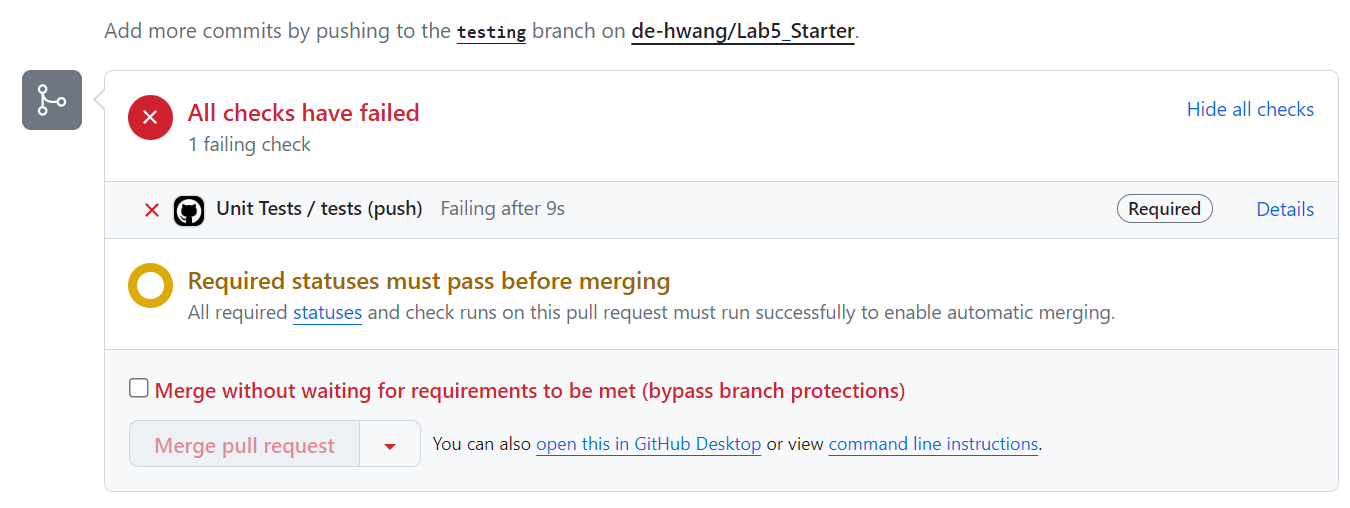 Add more commits by pushing to the testing branch on de-hwang/Lab5_Starter.
All checks have failed
Hide all checks
1 failing check
Unit Tests / tests (push) Failing after 9s Required Details
Required statuses must pass before merging
All required statuses and check runs on this pull request must run successfully to enable automatic merging.
Merge without waiting for requirements to be met (bypass branch protections)
Merge pull request You can also open this in GitHub Desktop or view command line instructions.